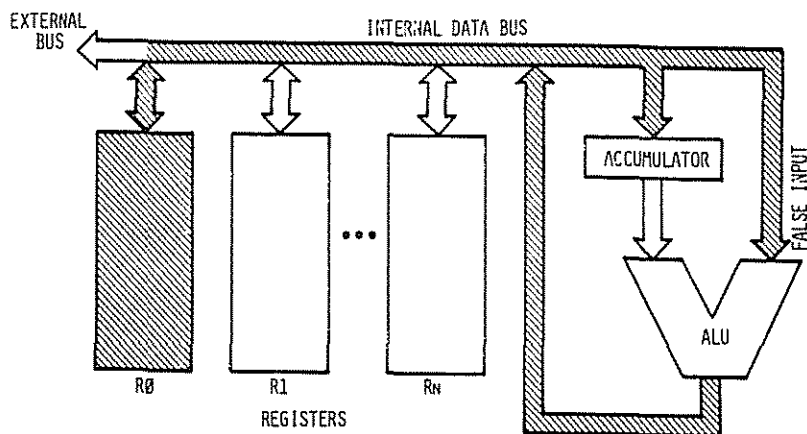 EXTERNAL
BUS
INTERNAL DATA BUS
ACCUMULATOR
FALSE INPUT
ALU
RØ
R1
RN
REGISTERS